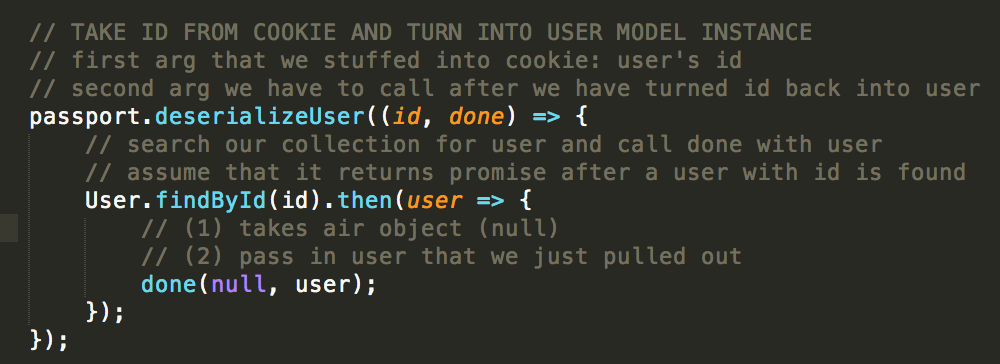 // TAKE ID FROM COOKIE AND TURN INTO USER MODEL INSTANCE
// first arg that we stuffed into cookie: user's id
// second arg we have to call after we have turned id back into user
passport.deserializeUser((id, done) => {
    // search our collection for user and call done with user
    // assume that it returns promise after a user with id is found
    User.findById(id).then(user => {
        // (1) takes air object (null)
        // (2) pass in user that we just pulled out
        done(null, user);
    });
});